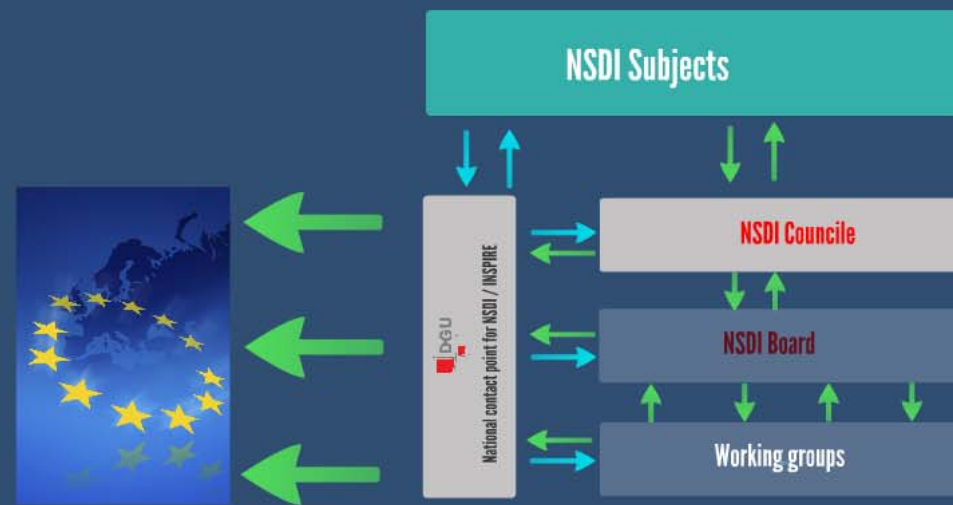 NSDI Subjects
NSDI Councile
DGU
National contact point for NSDI / INSPIRE
NSDI Board
Working groups